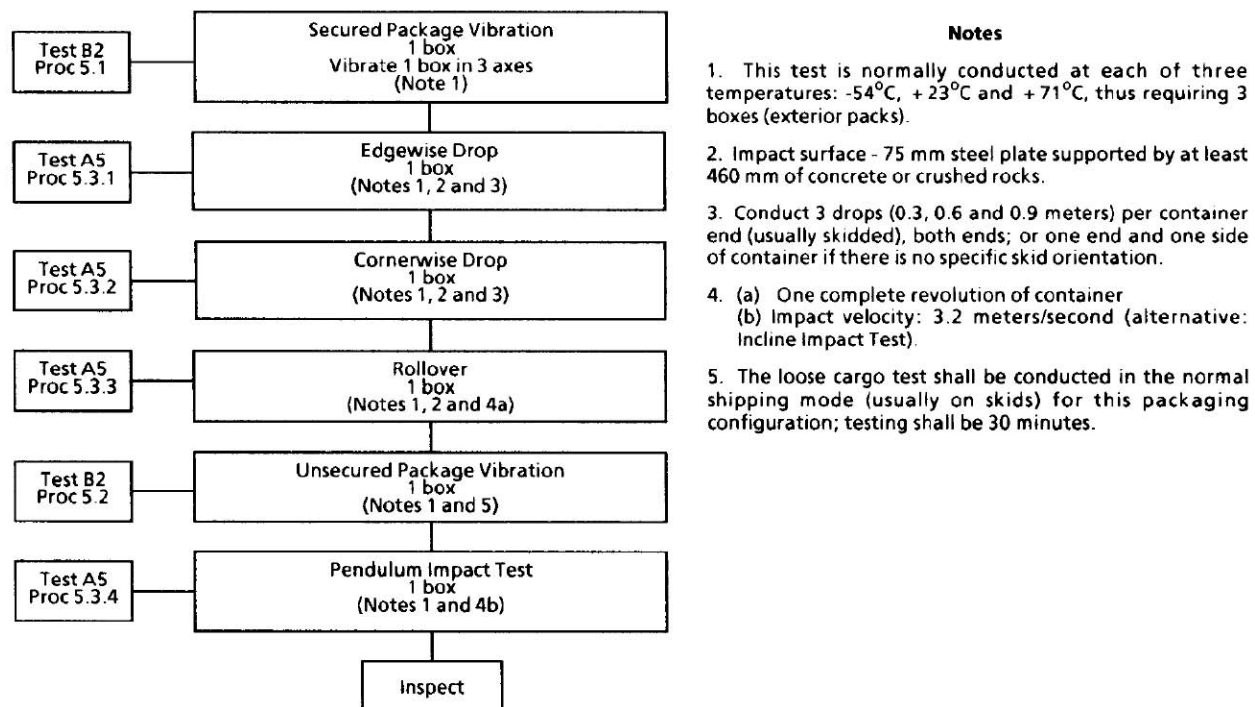 Test B2
Proc 5.1
Secured Package Vibration
1 box
Vibrate 1 box in 3 axes
(Note 1)
Test A5
Proc 5.3.1
Edgewise Drop
1 box
(Notes 1, 2 and 3)
Test A5
Proc 5.3.2
Cornerwise Drop
1 box
(Notes 1, 2 and 3)
Test A5
Proc 5.3.3
Rollover
1 box
(Notes 1, 2 and 4a)
Test B2
Proc 5.2
Unsecured Package Vibration
1 box
(Notes 1 and 5)
Test A5
Proc 5.3.4
Pendulum Impact Test
1 box
(Notes 1 and 4b)
Inspect
Notes
1. This test is normally conducted at each of three
temperatures: -54°C, +23°C and +71°C, thus requiring 3
boxes (exterior packs).
2. Impact surface - 75 mm steel plate supported by at least
460 mm of concrete or crushed rocks.
3. Conduct 3 drops (0.3, 0.6 and 0.9 meters) per container
end (usually skidded), both ends; or one end and one side
of container if there is no specific skid orientation.
4. (a) One complete revolution of container
(b) Impact velocity: 3.2 meters/second (alternative:
Incline Impact Test).
5. The loose cargo test shall be conducted in the normal
shipping mode (usually on skids) for this packaging
configuration; testing shall be 30 minutes.